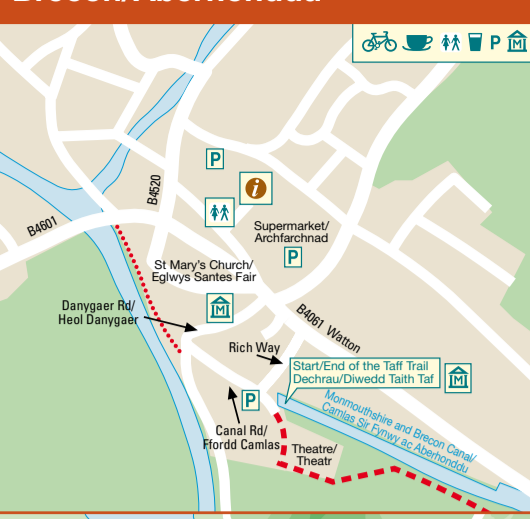 Brecon/Aberhonddu
P
P
i
B4520
B4601
Supermarket/
Archfarchnad
P
St Mary's Church/
Eglwys Santes Fair
M
Danygaer Rd/
Heol Danygaer
B4061 Watton
Rich Way
Start/End of the Taff Trail
Dechrau/Diwedd Taith Taf
M
P
Monmouthshire and Brecon Canal/
Camlas Sir Fynwy ac Aberhonddu
Canal Rd/
Ffordd Camlas
Theatre/
Theatr